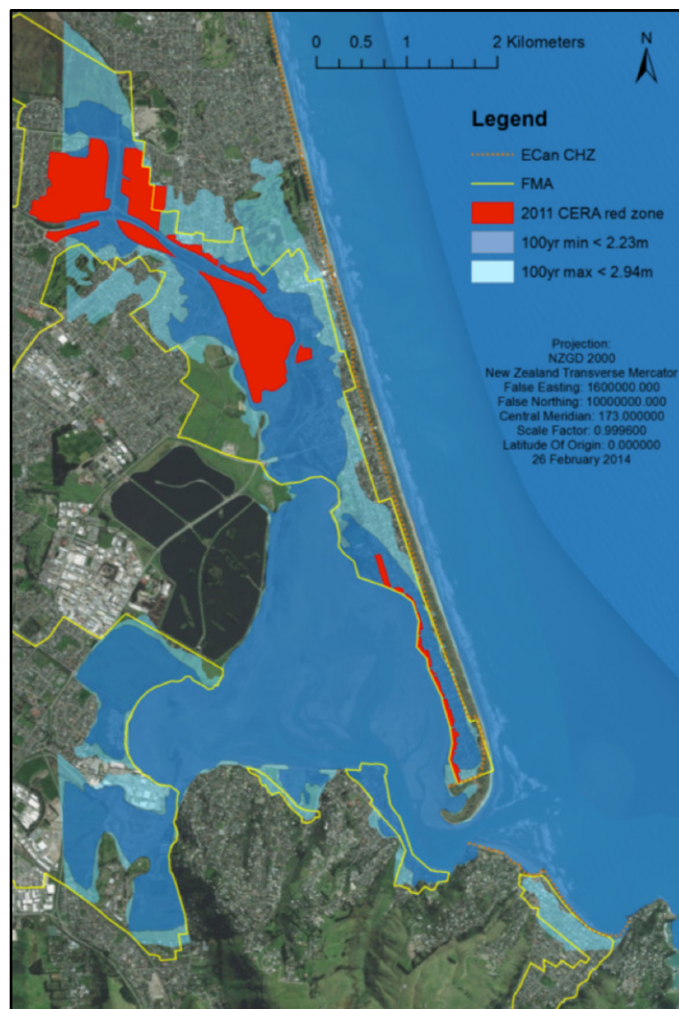 0 0.5 1 2 Kilometers
N
Legend
ECan CHZ
FMA
2011 CERA red zone
100yr min < 2.23m
100yr max < 2.94m
Projection:
NZGD 2000
New Zealand Transverse Mercator
False Easting: 1600000.000
False Northing: 10000000.000
Central Meridian: 173.000000
Scale Factor: 0.999600
Latitude Of Origin: 0.000000
26 February 2014